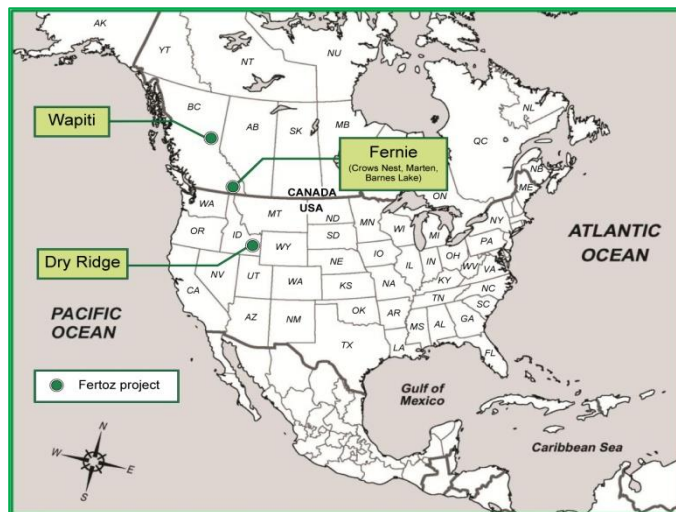 AK
YT
NT
NU
BC
AB
SK
MB
QC
NL
NB
ON
Wapiti
Fernie
(Crows Nest, Marten,
Barnes Lake)
CANADA
USA
WA
MT
ND
MN
ME
OR
ID
WY
SD
WI
MI
NY
Dry Ridge
NV
UT
WA
NE
IO
IL
IN
OH
PA
CA
KS
NA
KY
WV
VA
AZ
NM
OK
AR
TN
NC
SC
TX
LA
MS
AL
GA
FL
ATLANTIC
OCEAN
PACIFIC
OCEAN
Fertoz project
Gulf of
Mexico
Caribbean Sea
N
W
E
S